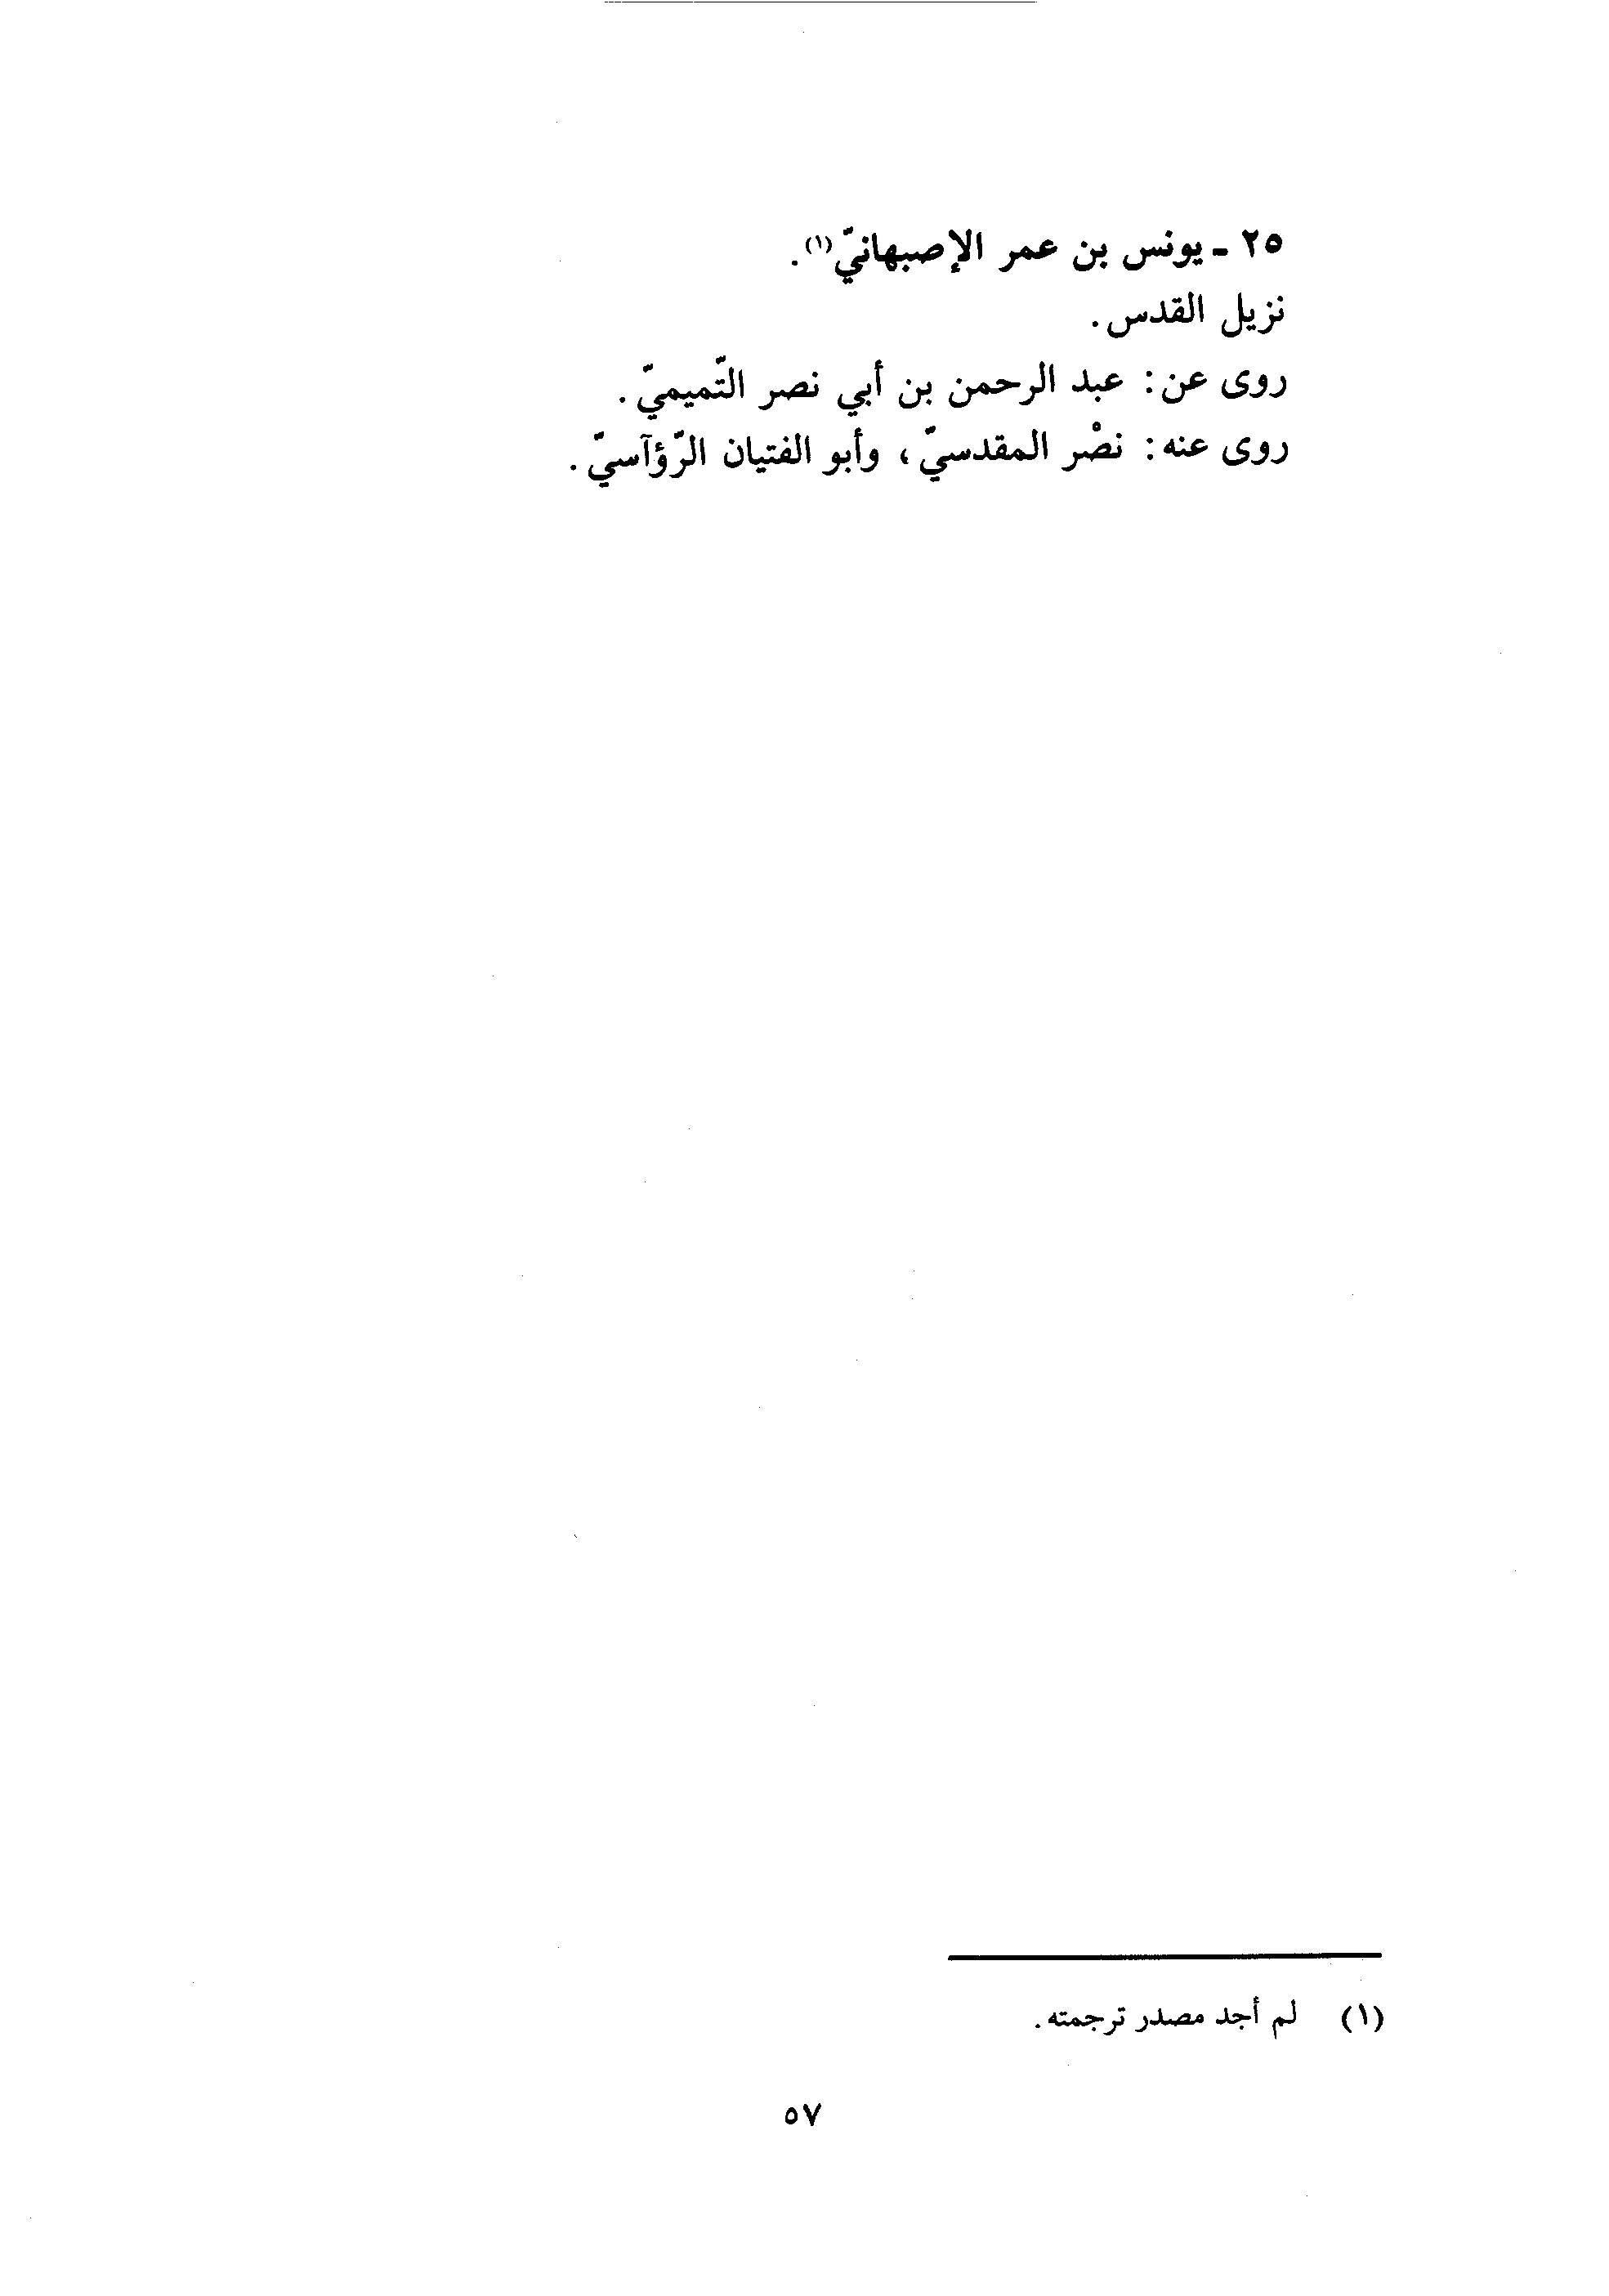 ٢٥ - يونس بن عمر الإصبهانيّ(١).
نزيل القدس.
روى عن: عبد الرحمن بن أبي نصر التّميميّ.
روى عنه: نصْر المقدسيّ، وأبو الفتيان الرّؤآسيّ.
(١) لم أجد مصدر ترجمته.
٥٧